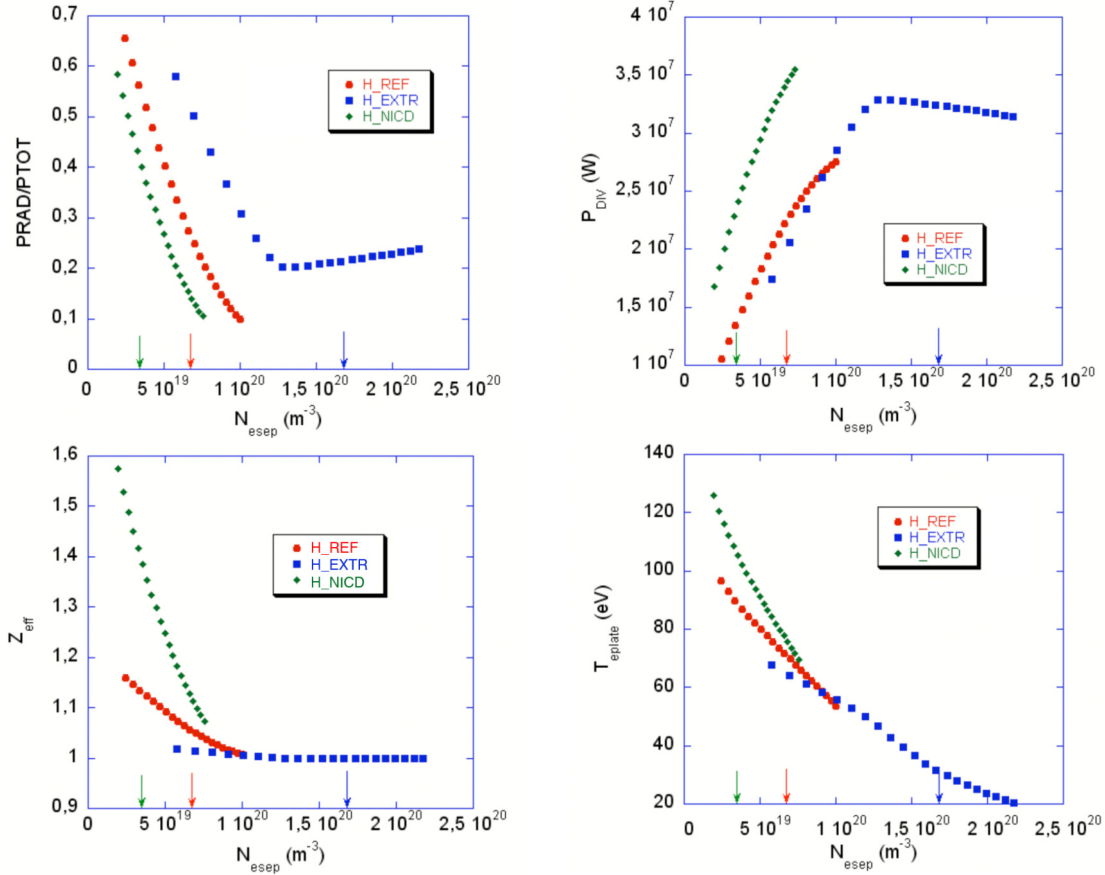 0,7
0,6
0,5
0,4
0,3
0,2
0,1
0
PRAD/PTOT
H_REF
H_EXTR
H_NICD
0 5 10^19 1 10^20 1,5 10^20 2 10^20 2,5 10^20
N_esep (m^-3)
4 10^7
3,5 10^7
3 10^7
2,5 10^7
2 10^7
1,5 10^7
1 10^7
P_DIV (W)
H_REF
H_EXTR
H_NICD
0 5 10^19 1 10^20 1,5 10^20 2 10^20 2,5 10^20
N_esep (m^-3)
1,6
1,5
1,4
1,3
1,2
1,1
1
0,9
Z_eff
H_REF
H_EXTR
H_NICD
0 5 10^19 1 10^20 1,5 10^20 2 10^20 2,5 10^20
N_esep (m^-3)
140
120
100
80
60
40
20
T_eplate (eV)
H_REF
H_EXTR
H_NICD
0 5 10^19 1 10^20 1,5 10^20 2 10^20 2,5 10^20
N_esep (m^-3)